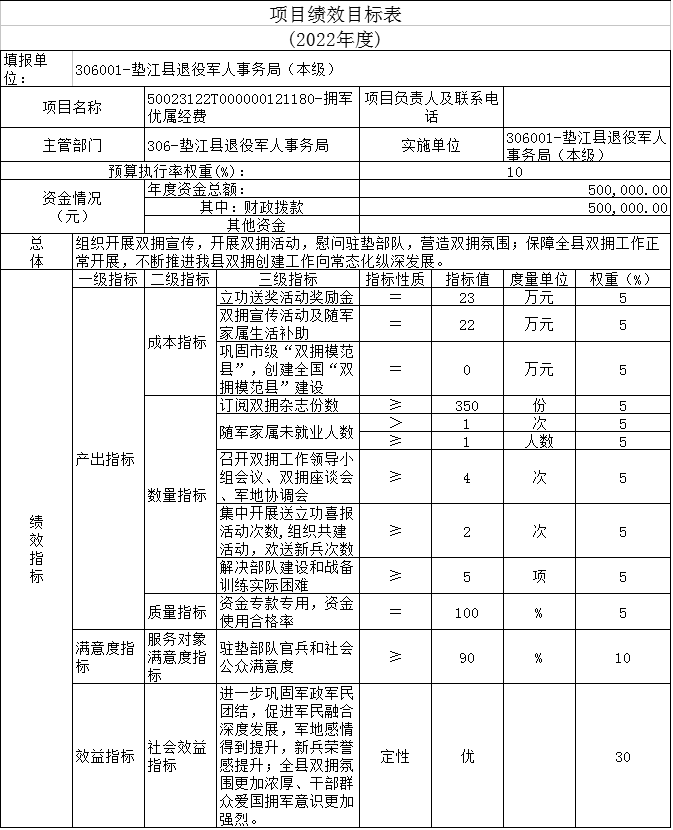 项目绩效目标表
(2022年度)
填报单
位：
306001-垫江县退役军人事务局（本级）
项目名称
50023122T000000121180-拥军
优属经费
项目负责人及联系电
话
主管部门
306-垫江县退役军人事务局
实施单位
306001-垫江县退役军人
事务局（本级）
预算执行率权重(%)：
10
资金情况
（元）
年度资金总额：
500,000.00
其中：财政拨款
500,000.00
其他资金
总
体
组织开展双拥宣传，开展双拥活动，慰问驻垫部队，营造双拥氛围；保障全县双拥工作正
常开展，不断推进我县双拥创建工作向常态化纵深发展。
绩
效
指
标
一级指标 二级指标 三级指标 指标性质 指标值 度量单位 权重（%）
产出指标
成本指标
立功送奖活动奖励金 ＝ 23 万元 5
双拥宣传活动及随军
家属生活补助
＝ 22 万元 5
巩固市级“双拥模范
县”，创建全国“双
拥模范县”建设
＝ 0 万元 5
数量指标
订阅双拥杂志份数 ≥ 350 份 5
随军家属未就业人数
＞ 1 次 5
≥ 1 人数 5
召开双拥工作领导小
组会议、双拥座谈会
、军地协调会
≥ 4 次 5
集中开展送立功喜报
活动次数,组织共建
活动，欢送新兵次数
≥ 2 次 5
解决部队建设和战备
训练实际困难
≥ 5 项 5
质量指标
资金专款专用，资金
使用合格率
＝ 100 % 5
满意度指
标
服务对象
满意度指
标
驻垫部队官兵和社会
公众满意度
≥ 90 % 10
效益指标
社会效益
指标
进一步巩固军政军民
团结，促进军民融合
深度发展，军地感情
得到提升，新兵荣誉
感提升；全县双拥氛
围更加浓厚、干部群
众爱国拥军意识更加
强烈。
定性 优 30